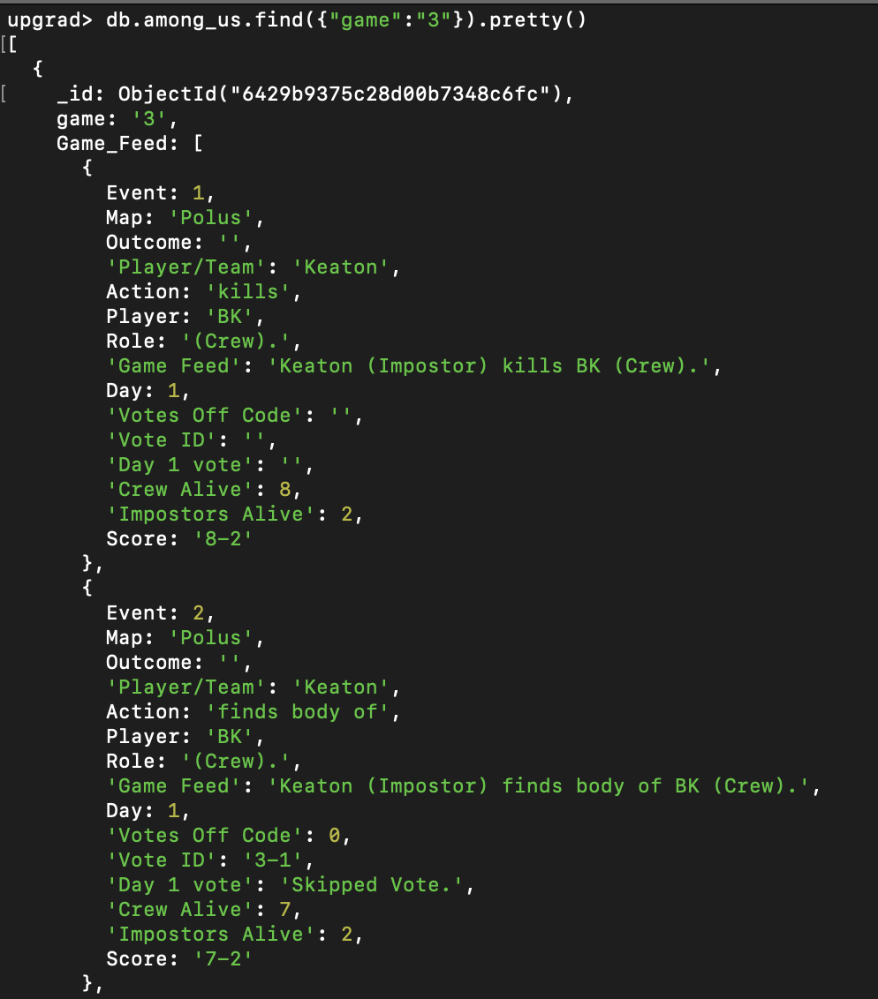 upgrad> db.among_us.find({"game":"3"}).pretty()
[[
{
[ _id: ObjectId("6429b9375c28d00b7348c6fc"),
game: '3',
Game_Feed: [
{
Event: 1,
Map: 'Polus',
Outcome: '',
'Player/Team': 'Keaton',
Action: 'kills',
Player: 'BK',
Role: '(Crew).',
'Game Feed': 'Keaton (Impostor) kills BK (Crew).',
Day: 1,
'Votes Off Code': '',
'Vote ID': '',
'Day 1 vote': '',
'Crew Alive': 8,
'Impostors Alive': 2,
Score: '8-2'
},
{
Event: 2,
Map: 'Polus',
Outcome: '',
'Player/Team': 'Keaton',
Action: 'finds body of',
Player: 'BK',
Role: '(Crew).',
'Game Feed': 'Keaton (Impostor) finds body of BK (Crew).',
Day: 1,
'Votes Off Code': 0,
'Vote ID': '3-1',
'Day 1 vote': 'Skipped Vote.',
'Crew Alive': 7,
'Impostors Alive': 2,
Score: '7-2'
},